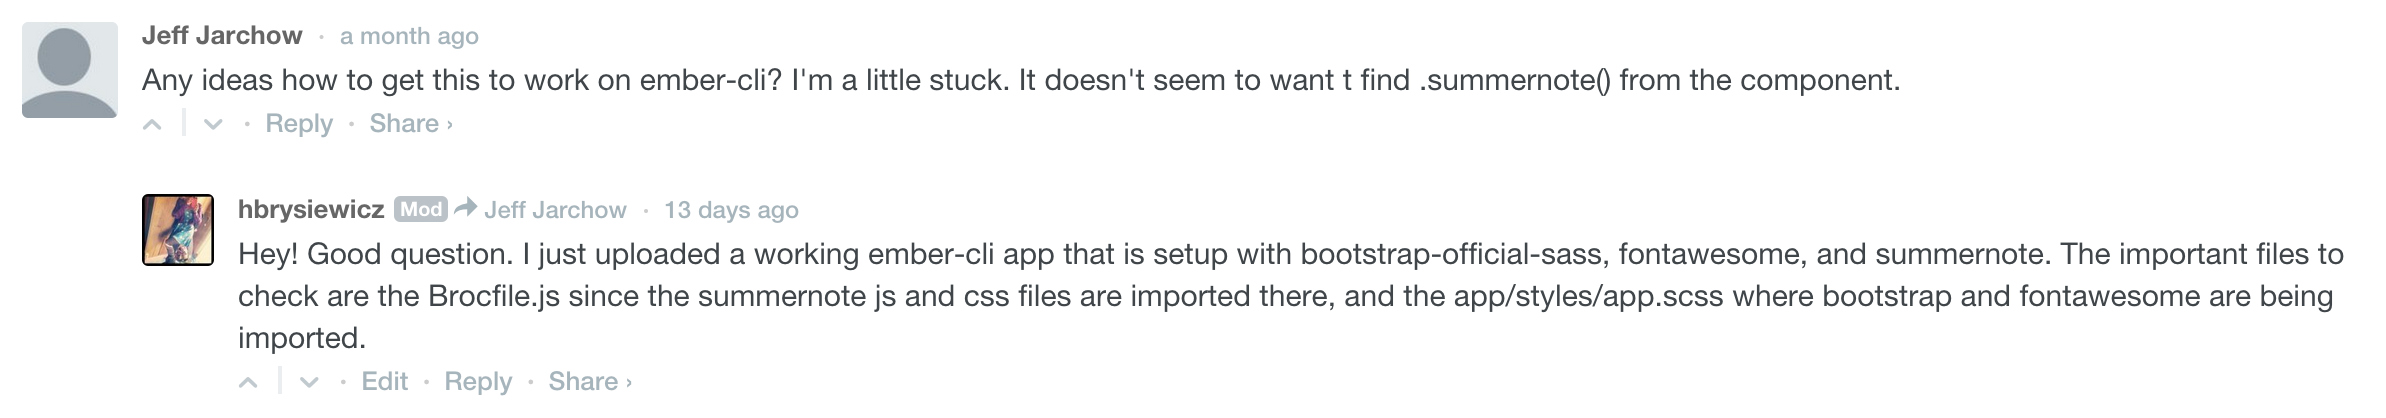 Jeff Jarchow · a month ago
Any ideas how to get this to work on ember-cli? I'm a little stuck. It doesn't seem to want t find .summernote() from the component.
· Reply · Share ›
hbrysiewicz Mod Jeff Jarchow · 13 days ago
Hey! Good question. I just uploaded a working ember-cli app that is setup with bootstrap-official-sass, fontawesome, and summernote. The important files to
check are the Brocfile.js since the summernote js and css files are imported there, and the app/styles/app.scss where bootstrap and fontawesome are being
imported.
· Edit · Reply · Share ›